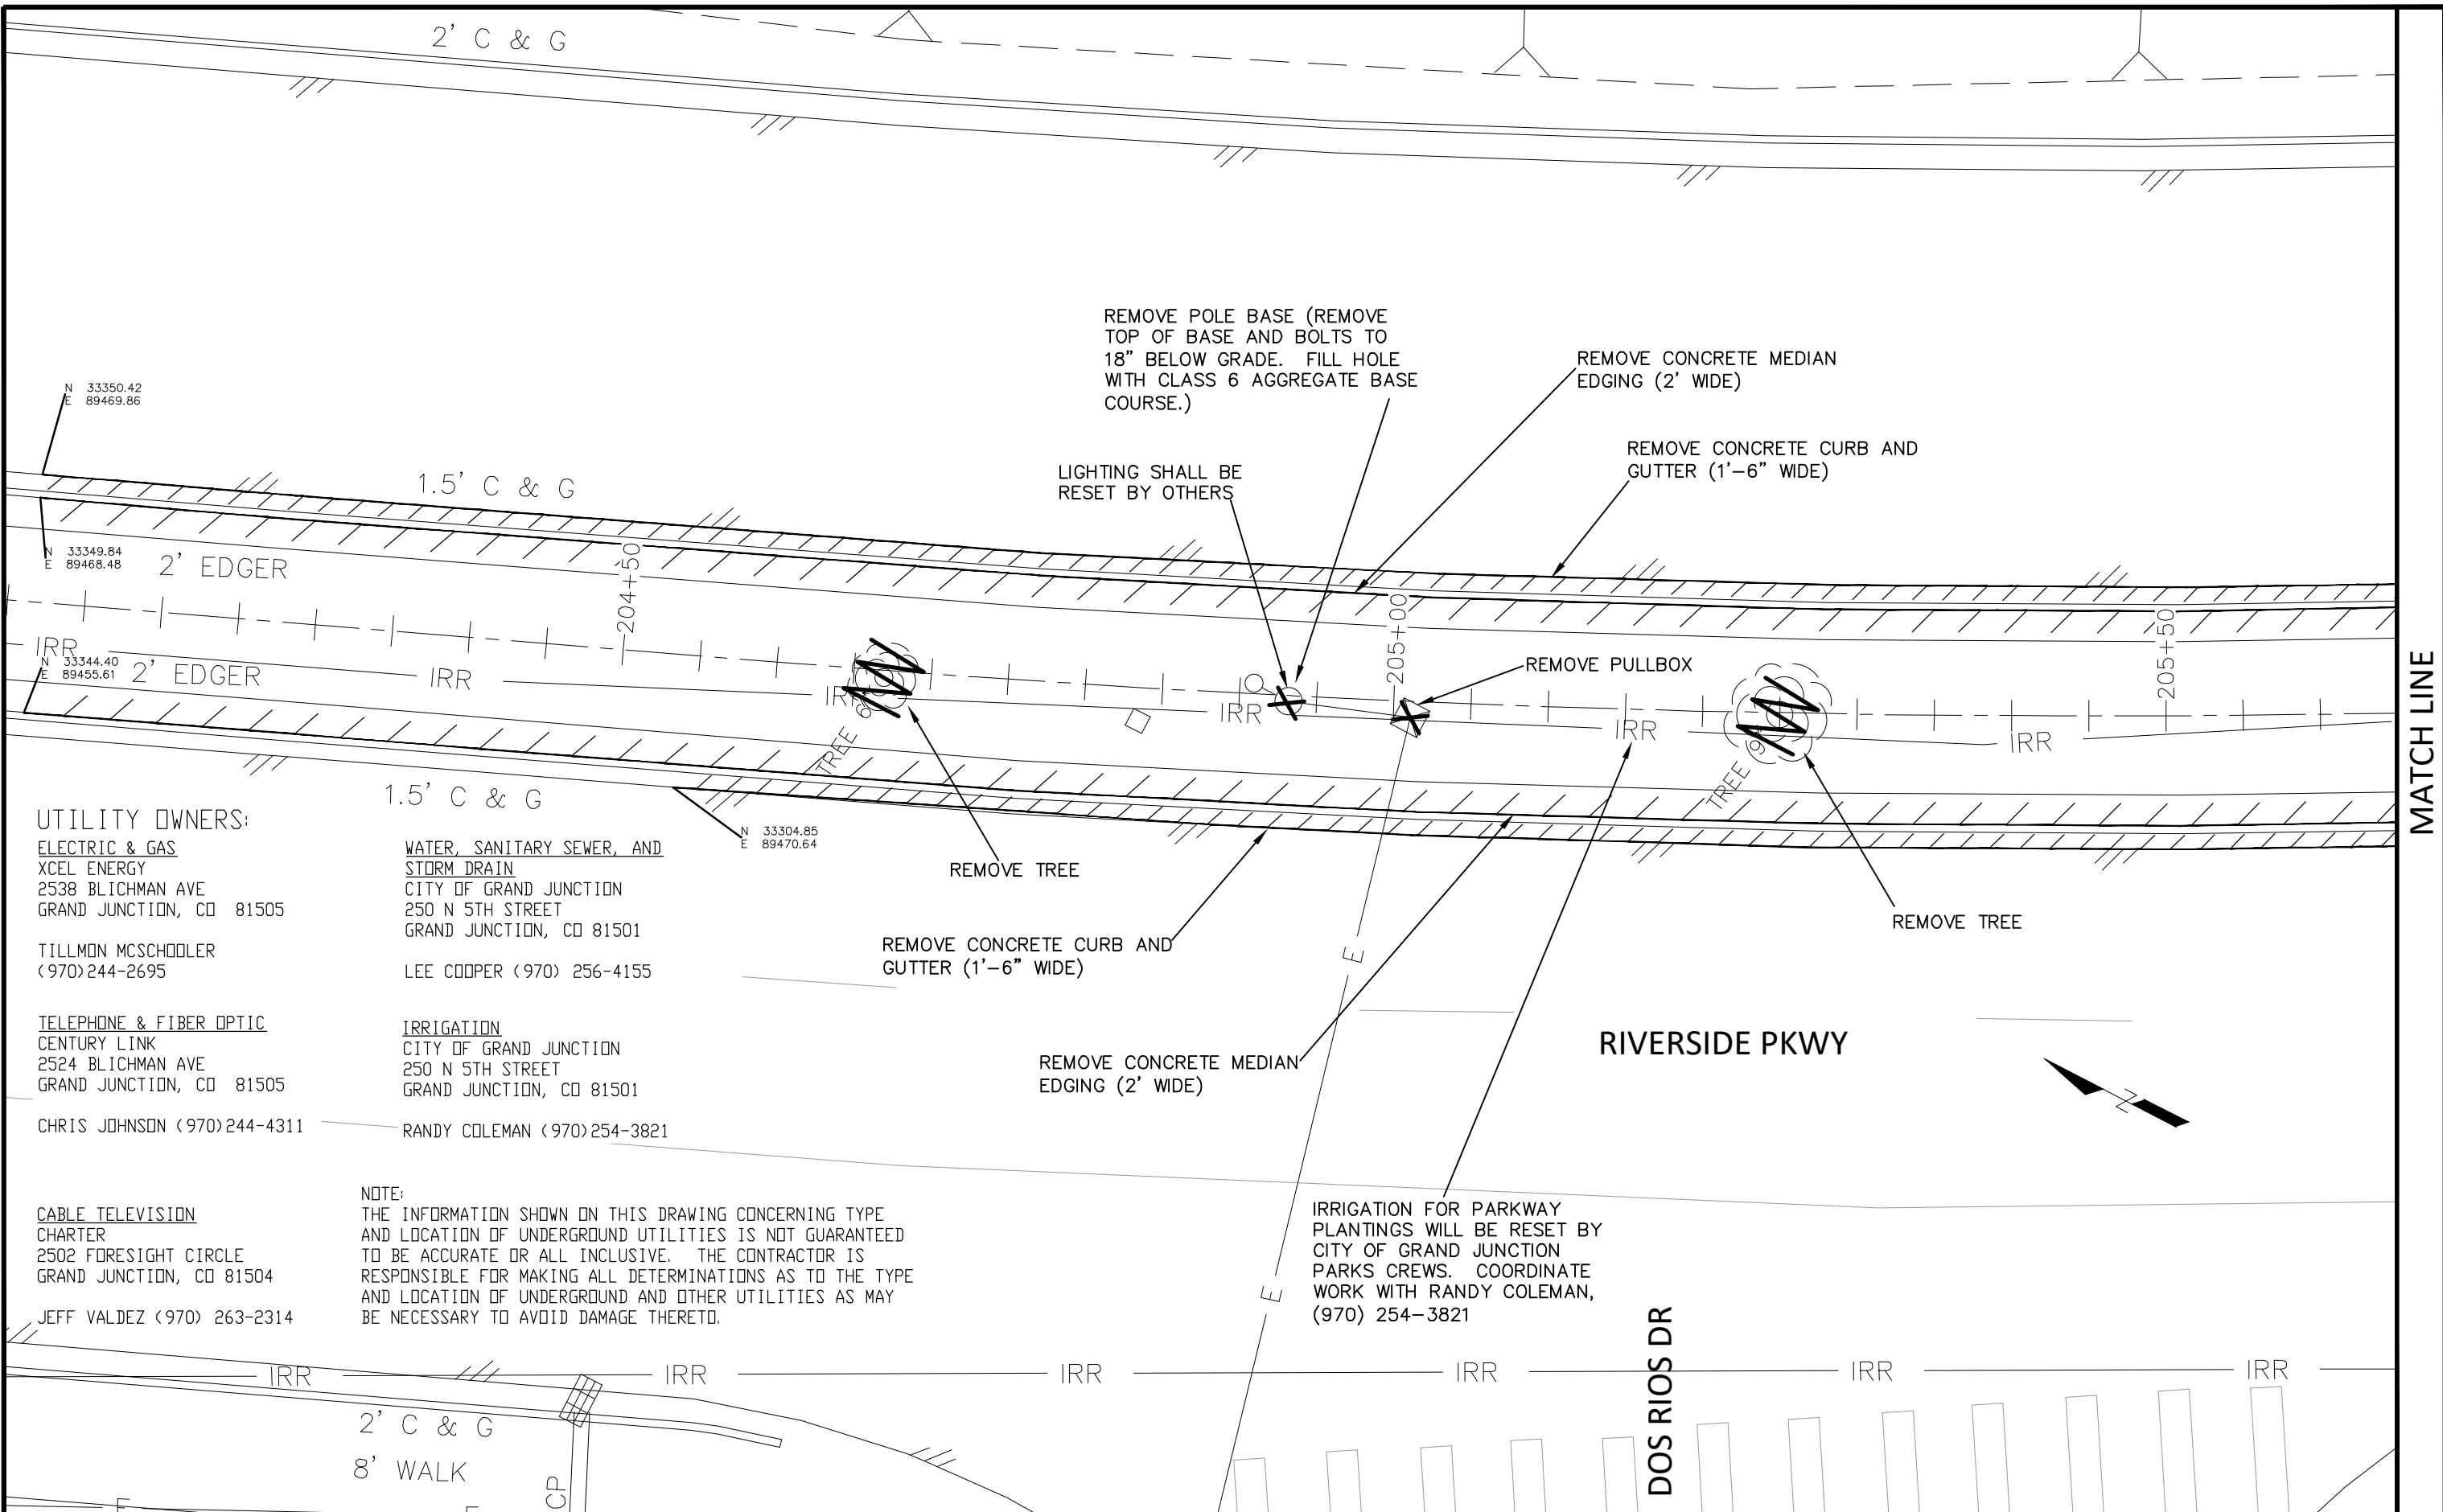 2' C & G
REMOVE POLE BASE (REMOVE
TOP OF BASE AND BOLTS TO
18" BELOW GRADE. FILL HOLE
WITH CLASS 6 AGGREGATE BASE
COURSE.)
REMOVE CONCRETE MEDIAN
EDGING (2' WIDE)
N 33350.42
E 89469.86
REMOVE CONCRETE CURB AND
GUTTER (1'-6" WIDE)
LIGHTING SHALL BE
RESET BY OTHERS
1.5' C & G
N 33349.84
E 89468.48
2' EDGER
204+50
205+00
205+50
IRR
N 33344.40
E 89455.61
2' EDGER
IRR
IRR
IRR
IRR
IRR
REMOVE PULLBOX
TREE
TREE
MATCH LINE
1.5' C & G
N 33304.85
E 89470.64
REMOVE TREE
REMOVE TREE
UTILITY OWNERS:
ELECTRIC & GAS
XCEL ENERGY
2538 BLICHMAN AVE
GRAND JUNCTION, CO 81505
TILLMON MCSCHOOLER
(970)244-2695
WATER, SANITARY SEWER, AND
STORM DRAIN
CITY OF GRAND JUNCTION
250 N 5TH STREET
GRAND JUNCTION, CO 81501
LEE COOPER (970) 256-4155
REMOVE CONCRETE CURB AND
GUTTER (1'-6" WIDE)
E
TELEPHONE & FIBER OPTIC
CENTURY LINK
2524 BLICHMAN AVE
GRAND JUNCTION, CO 81505
CHRIS JOHNSON (970)244-4311
IRRIGATION
CITY OF GRAND JUNCTION
250 N 5TH STREET
GRAND JUNCTION, CO 81501
RANDY COLEMAN (970)254-3821
REMOVE CONCRETE MEDIAN
EDGING (2' WIDE)
RIVERSIDE PKWY
N
CABLE TELEVISION
CHARTER
2502 FORESIGHT CIRCLE
GRAND JUNCTION, CO 81504
JEFF VALDEZ (970) 263-2314
NOTE:
THE INFORMATION SHOWN ON THIS DRAWING CONCERNING TYPE
AND LOCATION OF UNDERGROUND UTILITIES IS NOT GUARANTEED
TO BE ACCURATE OR ALL INCLUSIVE. THE CONTRACTOR IS
RESPONSIBLE FOR MAKING ALL DETERMINATIONS AS TO THE TYPE
AND LOCATION OF UNDERGROUND AND OTHER UTILITIES AS MAY
BE NECESSARY TO AVOID DAMAGE THERETO.
IRRIGATION FOR PARKWAY
PLANTINGS WILL BE RESET BY
CITY OF GRAND JUNCTION
PARKS CREWS. COORDINATE
WORK WITH RANDY COLEMAN,
(970) 254-3821
E
DOS RIOS DR
IRR
IRR
IRR
IRR
IRR
IRR
2' C & G
8' WALK
CP